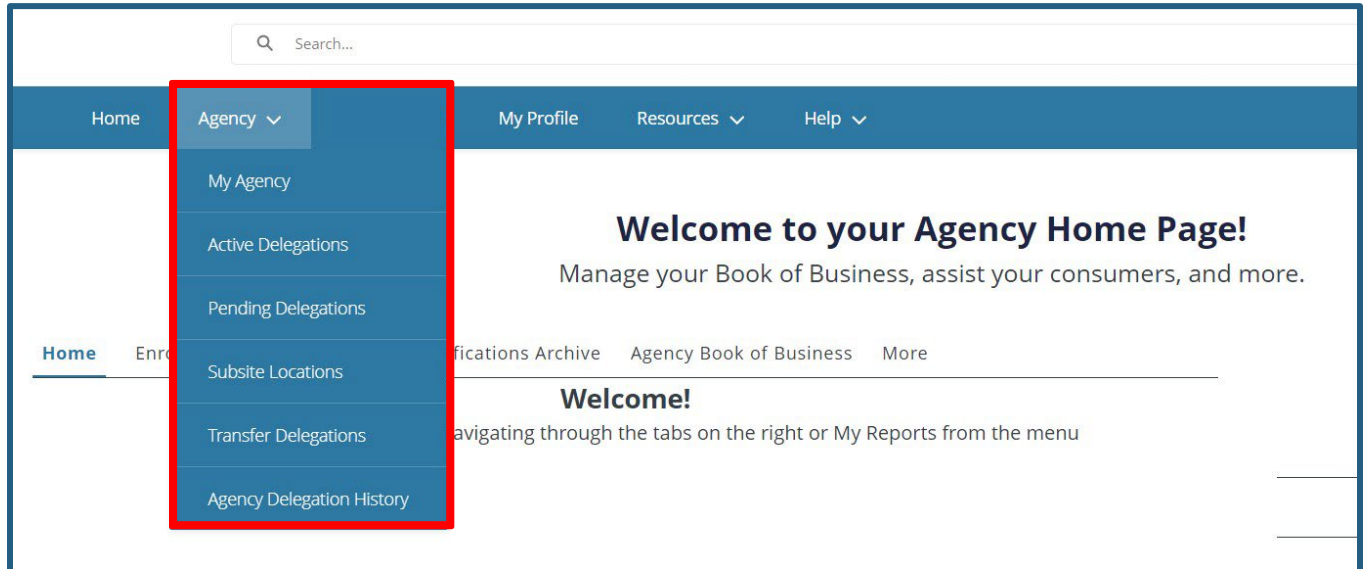 Search...
Home Agency My Profile Resources Help
My Agency
Active Delegations
Pending Delegations
Subsite Locations
Transfer Delegations
Agency Delegation History
Welcome to your Agency Home Page!
Manage your Book of Business, assist your consumers, and more.
Home Archive Agency Book of Business More
Welcome!
through the tabs on the right or My Reports from the menu